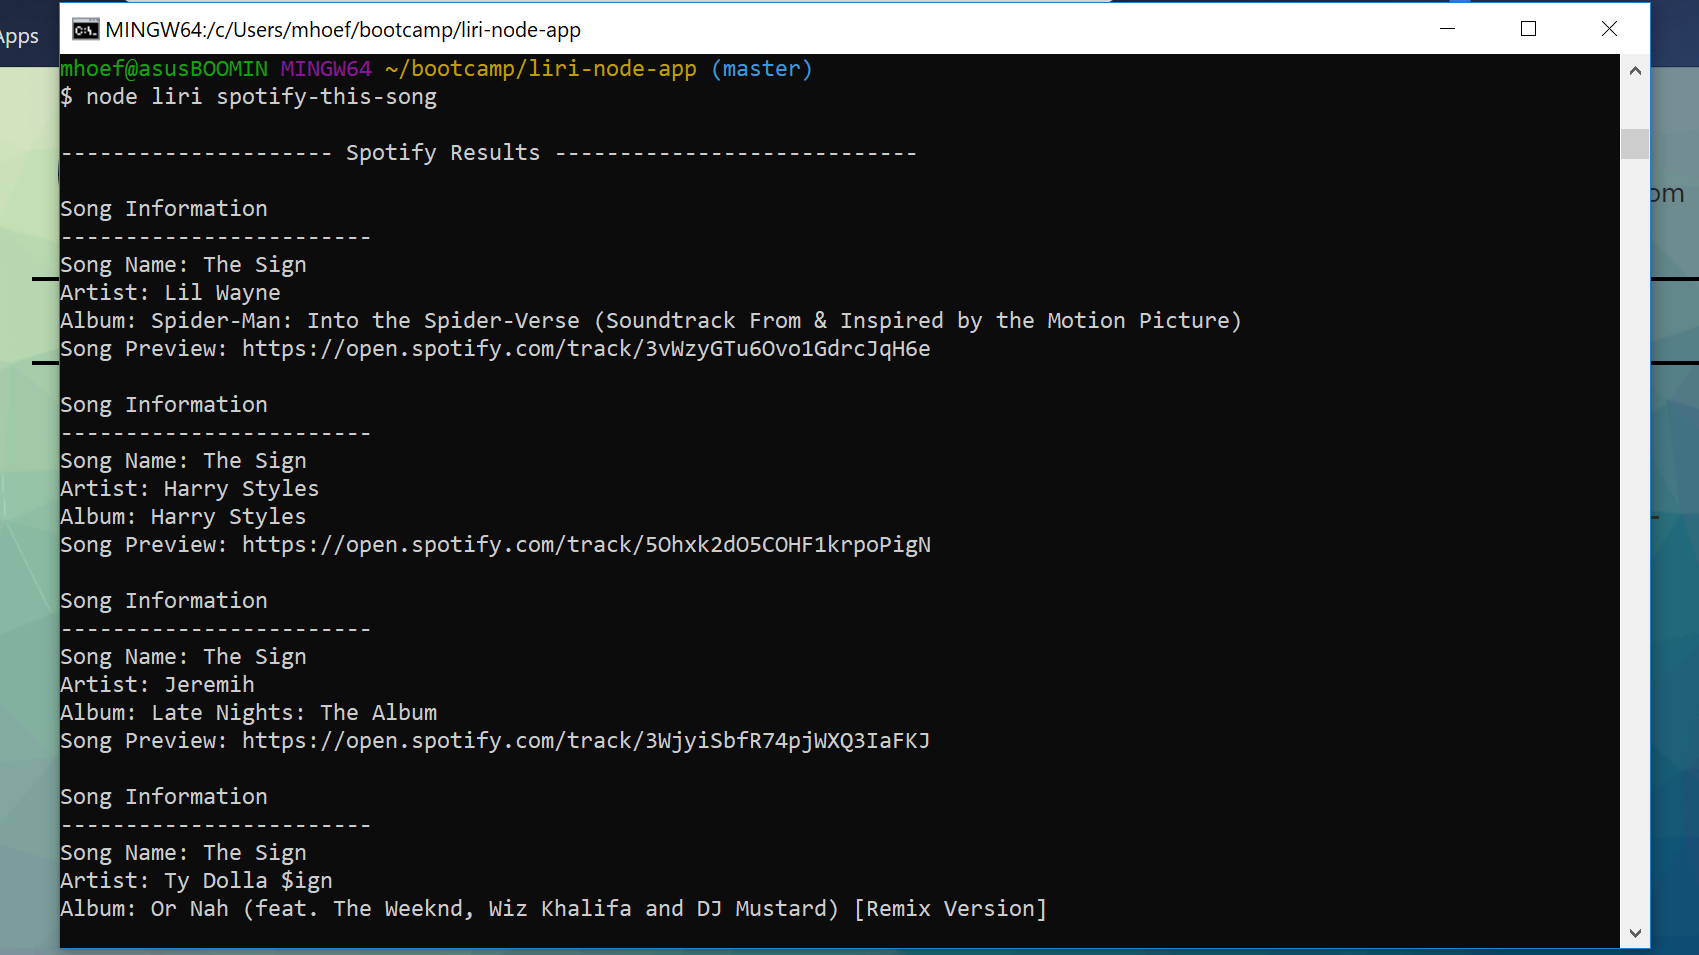 Apps
MINGW64:/c/Users/mhoef/bootcamp/liri-node-app
mhoef@asusBOOMIN MINGW64 ~/bootcamp/liri-node-app (master)
$ node liri spotify-this-song
--------------------- Spotify Results ----------------------------
Song Information
------------------------
Song Name: The Sign
Artist: Lil Wayne
Album: Spider-Man: Into the Spider-Verse (Soundtrack From & Inspired by the Motion Picture)
Song Preview: https://open.spotify.com/track/3vWzyGTu6Ovo1GdrcJqH6e
Song Information
------------------------
Song Name: The Sign
Artist: Harry Styles
Album: Harry Styles
Song Preview: https://open.spotify.com/track/5Ohxk2dO5COHF1krpoPigN
Song Information
------------------------
Song Name: The Sign
Artist: Jeremih
Album: Late Nights: The Album
Song Preview: https://open.spotify.com/track/3WjyiSbfR74pjWXQ3IaFKJ
Song Information
------------------------
Song Name: The Sign
Artist: Ty Dolla $ign
Album: Or Nah (feat. The Weeknd, Wiz Khalifa and DJ Mustard) [Remix Version]